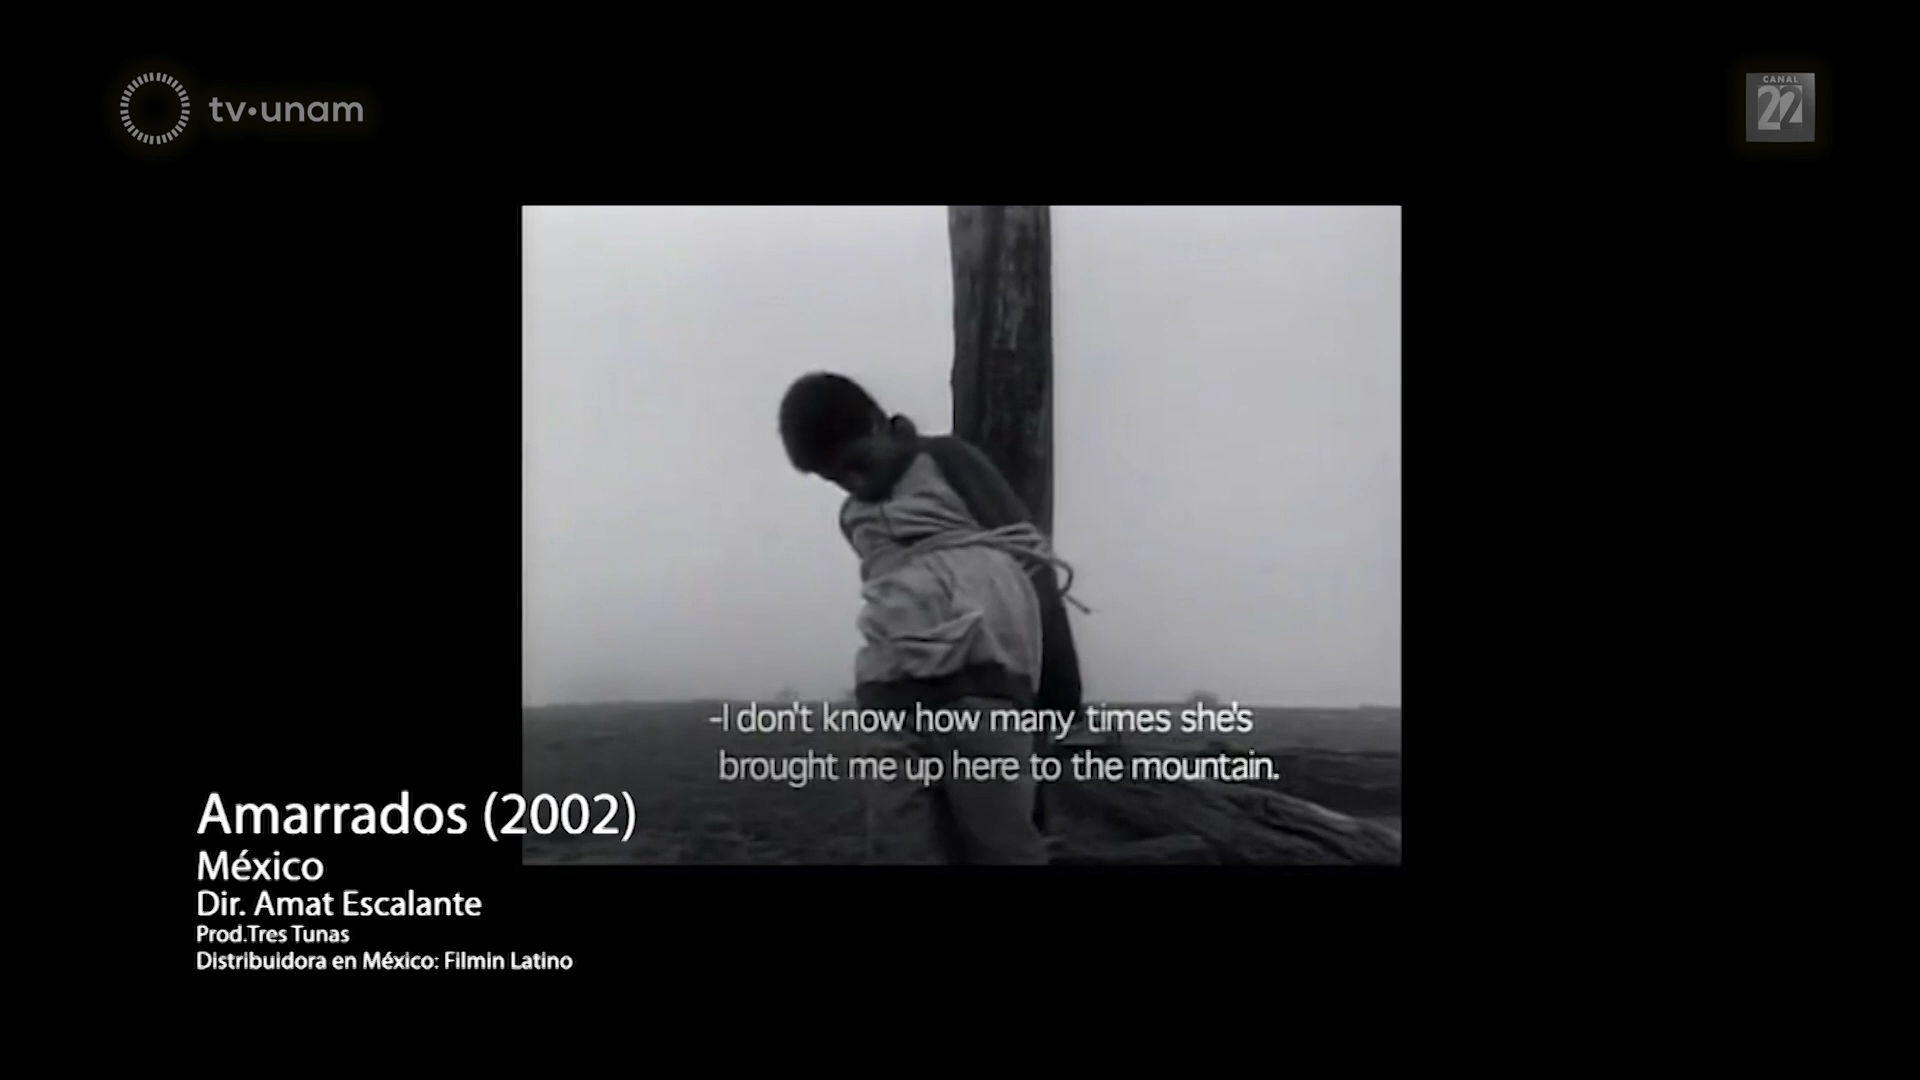 tv•unam
CANAL
22
-I don't know how many times she's
brought me up here to the mountain.
Amarrados (2002)
México
Dir. Amat Escalante
Prod.Tres Tunas
Distribuidora en México: Filmin Latino